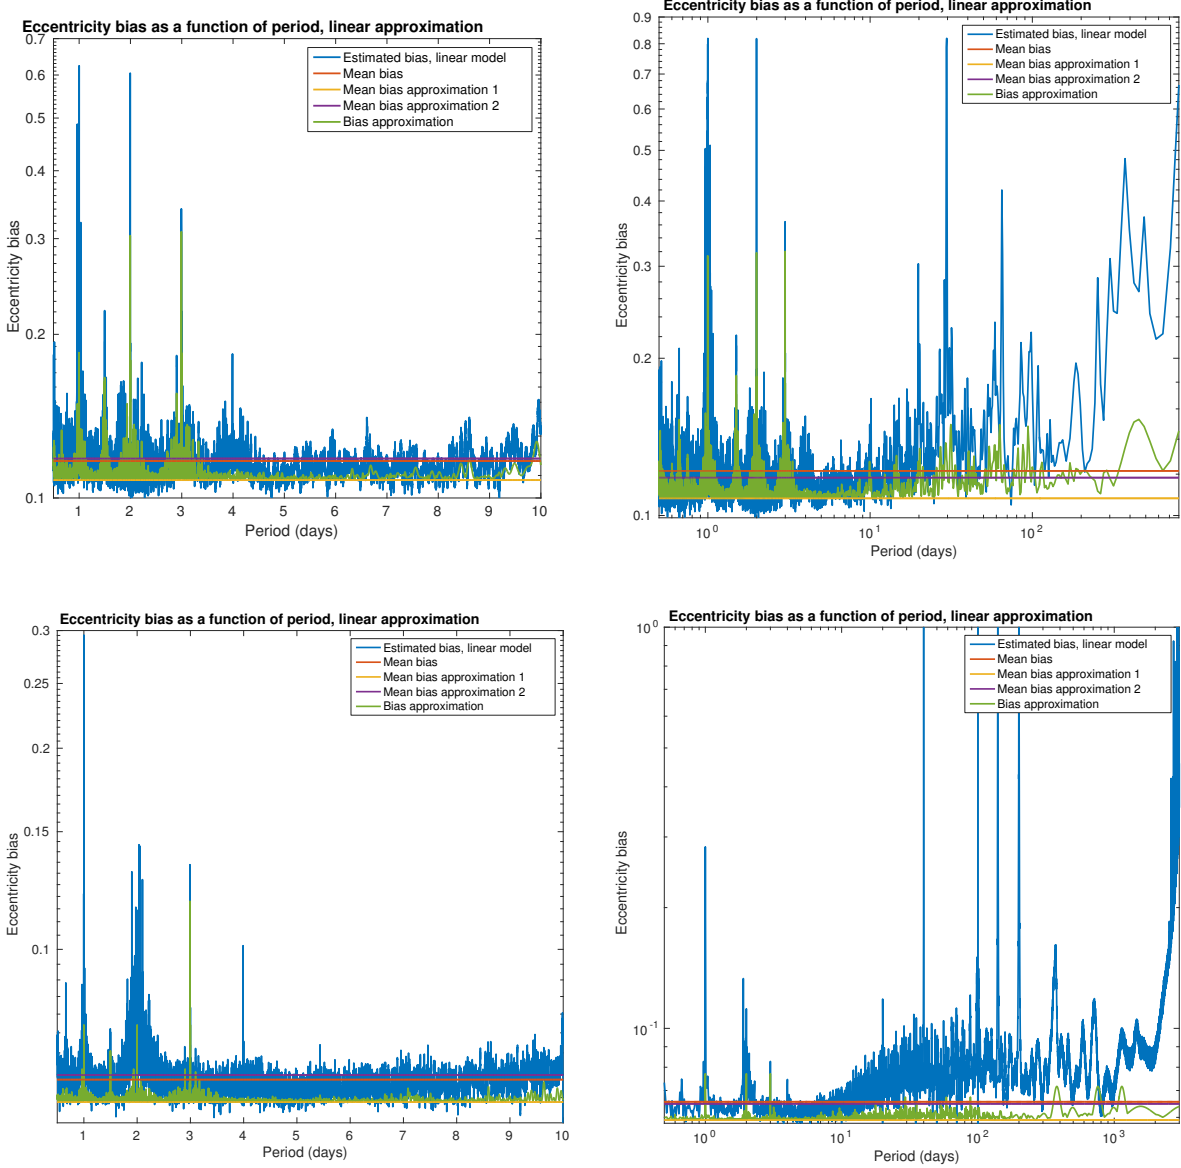 Eccentricity bias as a function of period, linear approximation
0.7
0.6
0.5
0.4
0.3
0.2
0.1
Eccentricity bias
Estimated bias, linear model
Mean bias
Mean bias approximation 1
Mean bias approximation 2
Bias approximation
1 2 3 4 5 6 7 8 9 10
Period (days)
Eccentricity bias as a function of period, linear approximation
0.9
0.8
0.7
0.6
0.5
0.4
0.3
0.2
0.1
Eccentricity bias
Estimated bias, linear model
Mean bias
Mean bias approximation 1
Mean bias approximation 2
Bias approximation
10^0 10^1 10^2
Period (days)
Eccentricity bias as a function of period, linear approximation
0.3
0.25
0.2
0.15
0.1
Eccentricity bias
Estimated bias, linear model
Mean bias
Mean bias approximation 1
Mean bias approximation 2
Bias approximation
1 2 3 4 5 6 7 8 9 10
Period (days)
Eccentricity bias as a function of period, linear approximation
10^0
10^-1
Eccentricity bias
Estimated bias, linear model
Mean bias
Mean bias approximation 1
Mean bias approximation 2
Bias approximation
10^0 10^1 10^2 10^3
Period (days)